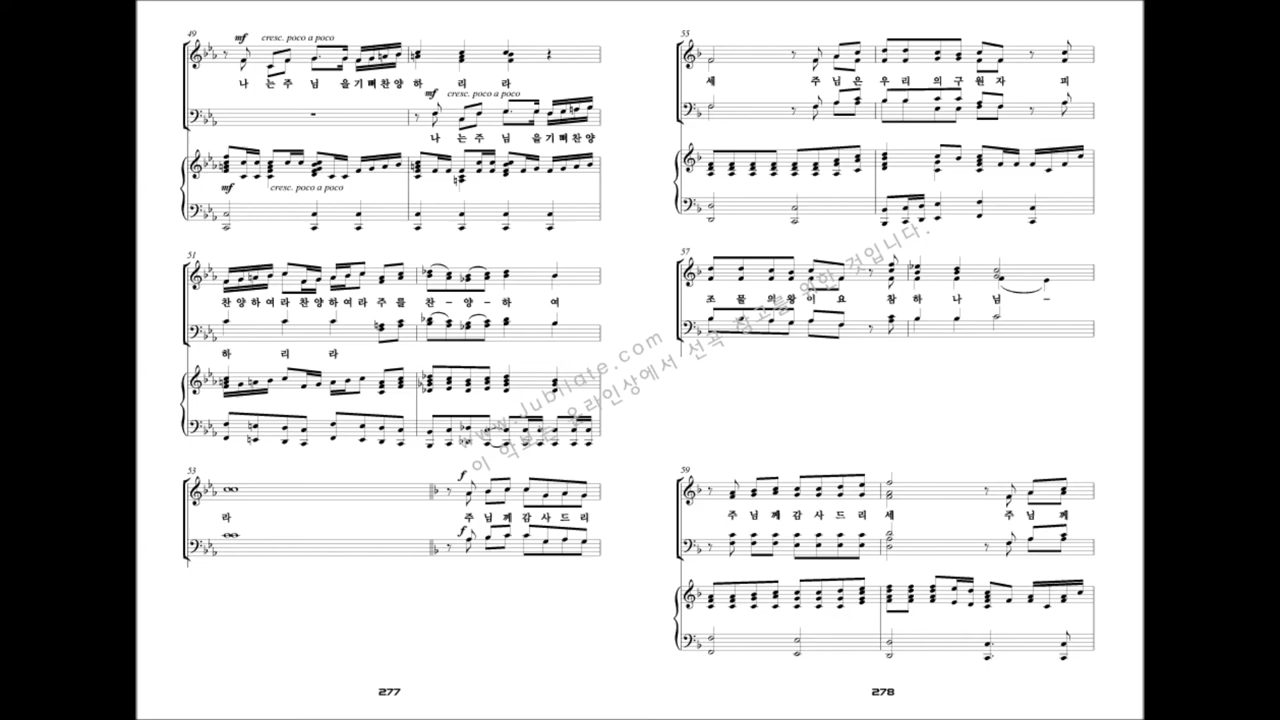 49
mf cresc. poco a poco
나 는 주 님 을 기 뻐 찬 양 하 리 라
mf cresc. poco a poco
나 는 주 님 을 기 뻐 찬 양
mf cresc. poco a poco
51
찬 양 하 여 라 찬 양 하 여 라 주 를 찬 - 양 - 하 여
하 리 라
53
f
라 주 님 께 감 사 드 리
f
277
55
세 주 님 은 우 리 의 구 원 자 피
57
조 물 의 왕 이 요 참 하 나 님 -
59
주 님 께 감 사 드 리 세 주 님 께
278
www.jubilate.com
이 악보는 온라인상에서 선곡 참고를 위한 것입니다.